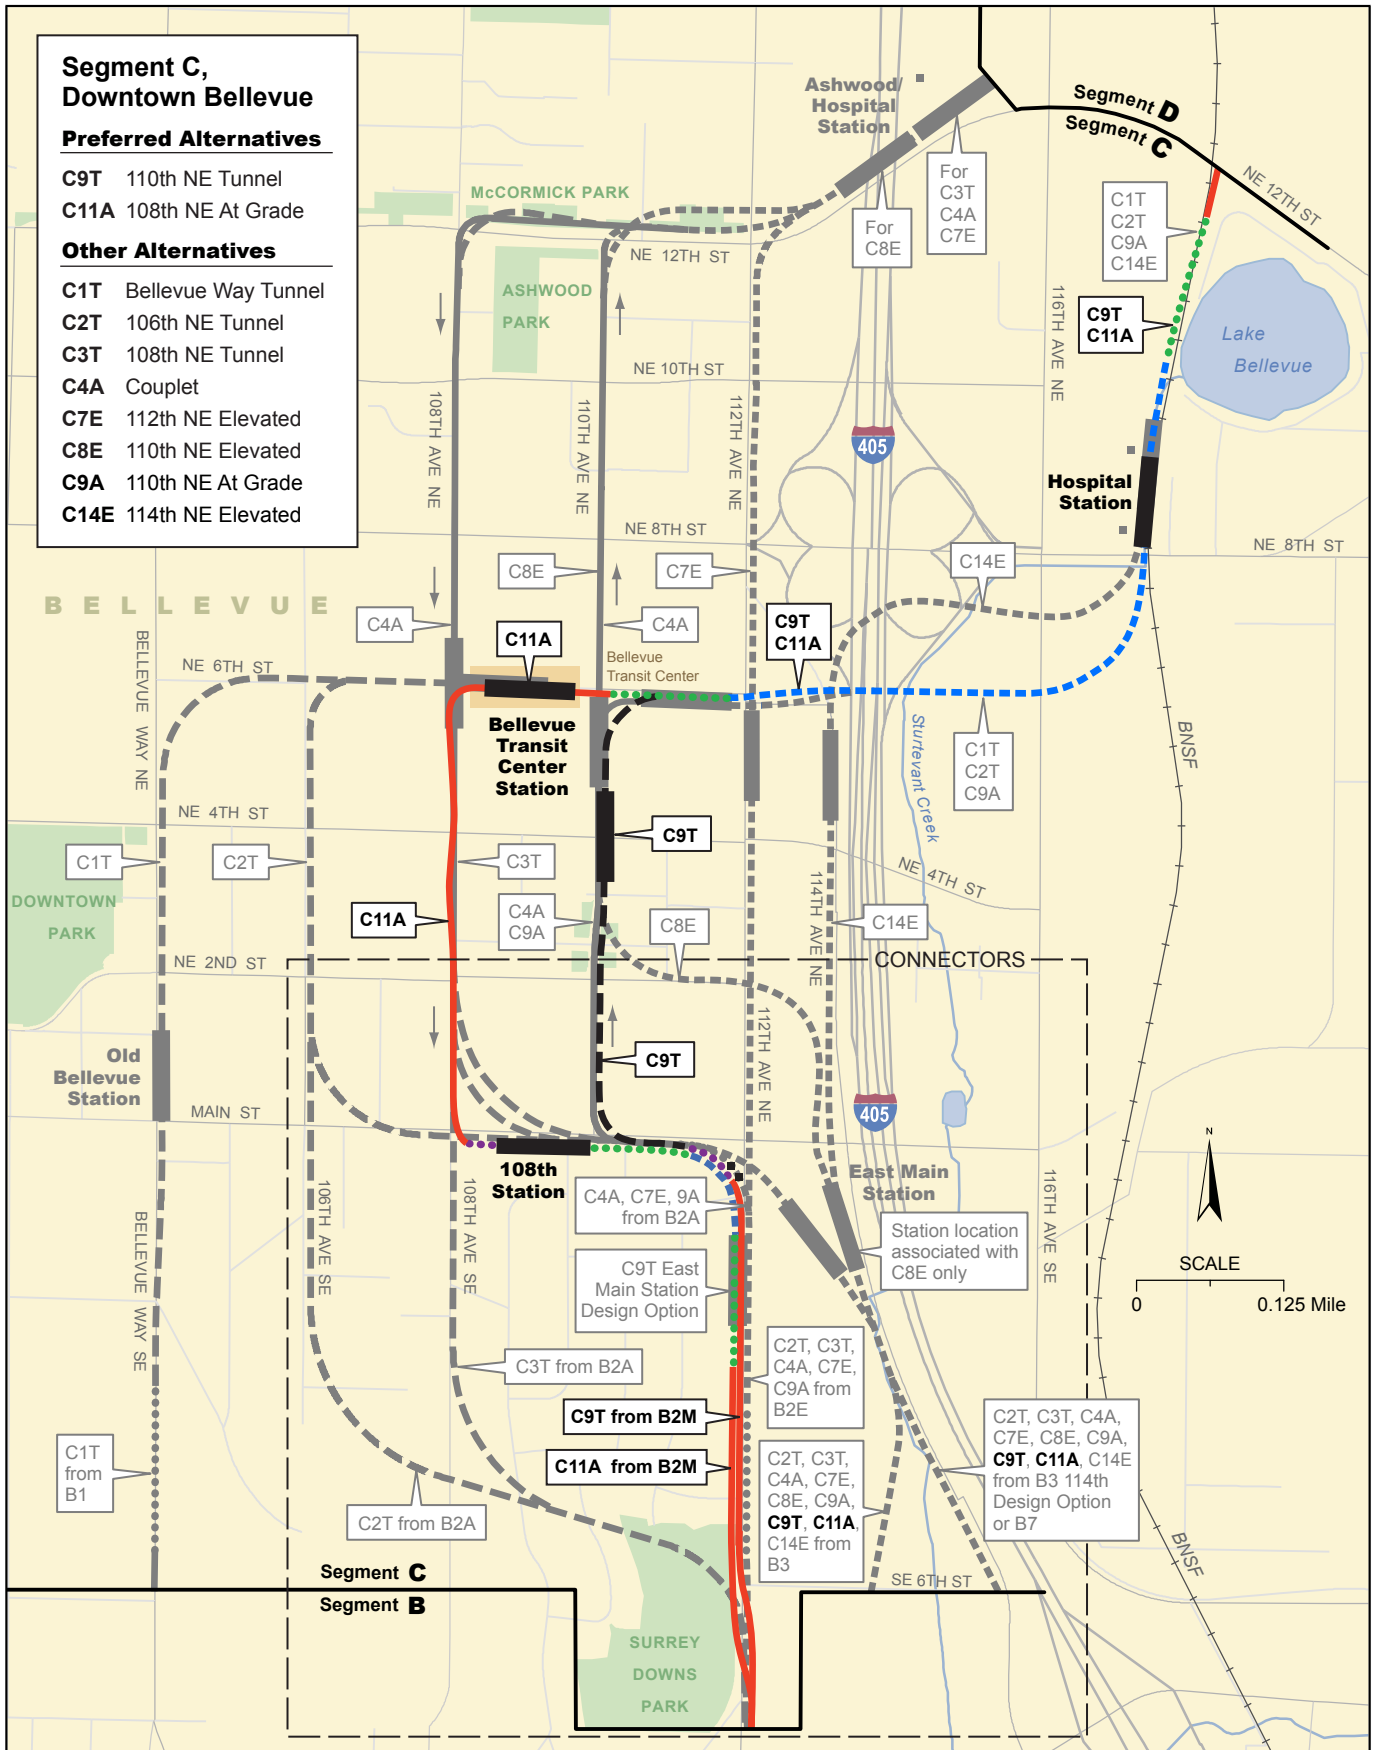 Segment C,
Downtown Bellevue
Preferred Alternatives
C9T 110th NE Tunnel
C11A 108th NE At Grade
Other Alternatives
C1T Bellevue Way Tunnel
C2T 106th NE Tunnel
C3T 108th NE Tunnel
C4A Couplet
C7E 112th NE Elevated
C8E 110th NE Elevated
C9A 110th NE At Grade
C14E 114th NE Elevated
Ashwood/
Hospital
Station
Segment D
Segment C
NE 12TH ST
For
C3T
C4A
C7E
For
C8E
C1T
C2T
C9A
C14E
C9T
C11A
McCORMICK PARK
NE 12TH ST
ASHWOOD
PARK
Lake
Bellevue
116TH AVE NE
NE 10TH ST
108TH AVE NE
110TH AVE NE
112TH AVE NE
405
Hospital
Station
NE 8TH ST
NE 8TH ST
C8E
C7E
C14E
BELLEVUE
C4A
C11A
C4A
C9T
C11A
BELLEVUE WAY NE
NE 6TH ST
Bellevue
Transit Center
Bellevue
Transit
Center
Station
Sturtevant Creek
C1T
C2T
C9A
BNSF
NE 4TH ST
C9T
C1T
C2T
C3T
NE 4TH ST
DOWNTOWN
PARK
C11A
C4A
C9A
C8E
114TH AVE NE
C14E
NE 2ND ST
CONNECTORS
112TH AVE NE
Old
Bellevue
Station
C9T
MAIN ST
405
108th
Station
East Main
Station
C4A, C7E, 9A
from B2A
106TH AVE SE
108TH AVE SE
116TH AVE SE
BELLEVUE WAY SE
Station location
associated with
C8E only
N
SCALE
0 0.125 Mile
C9T East
Main Station
Design Option
C3T from B2A
C2T, C3T,
C4A, C7E,
C9A from
B2E
C9T from B2M
C11A from B2M
C1T
from
B1
C2T, C3T,
C4A, C7E,
C8E, C9A,
C9T, C11A,
C14E from
B3
C2T, C3T, C4A,
C7E, C8E, C9A,
C9T, C11A, C14E
from B3 114th
Design Option
or B7
C2T from B2A
BNSF
Segment C
Segment B
SE 6TH ST
SURREY
DOWNS
PARK